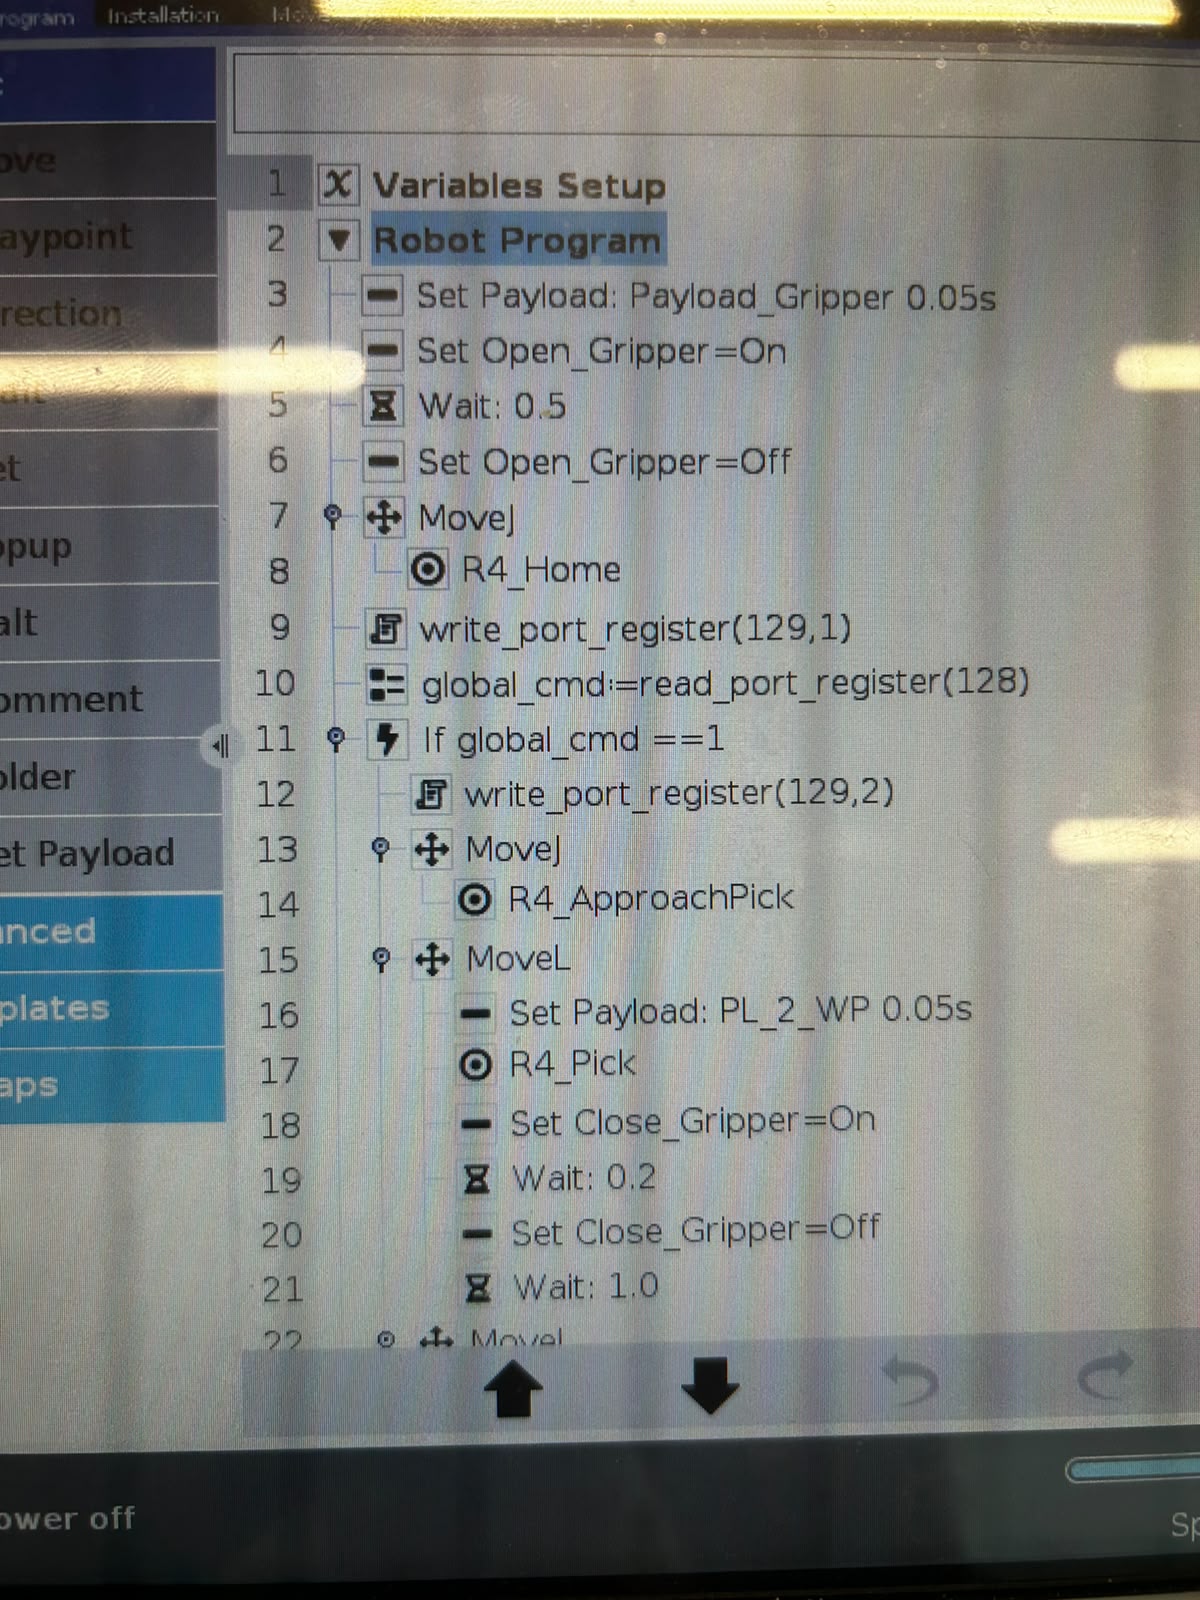 rogram Installation
ove
aypoint
rection
et
opup
alt
omment
older
et Payload
anced
plates
aps
1 Variables Setup
2 Robot Program
3 Set Payload: Payload_Gripper 0.05s
4 Set Open_Gripper=On
5 Wait: 0.5
6 Set Open_Gripper=Off
7 MoveJ
8 R4_Home
9 write_port_register(129,1)
10 global_cmd:=read_port_register(128)
11 If global_cmd ==1
12 write_port_register(129,2)
13 MoveJ
14 R4_ApproachPick
15 MoveL
16 Set Payload: PL_2_WP 0.05s
17 R4_Pick
18 Set Close_Gripper=On
19 Wait: 0.2
20 Set Close_Gripper=Off
21 Wait: 1.0
22
ower off
Sp